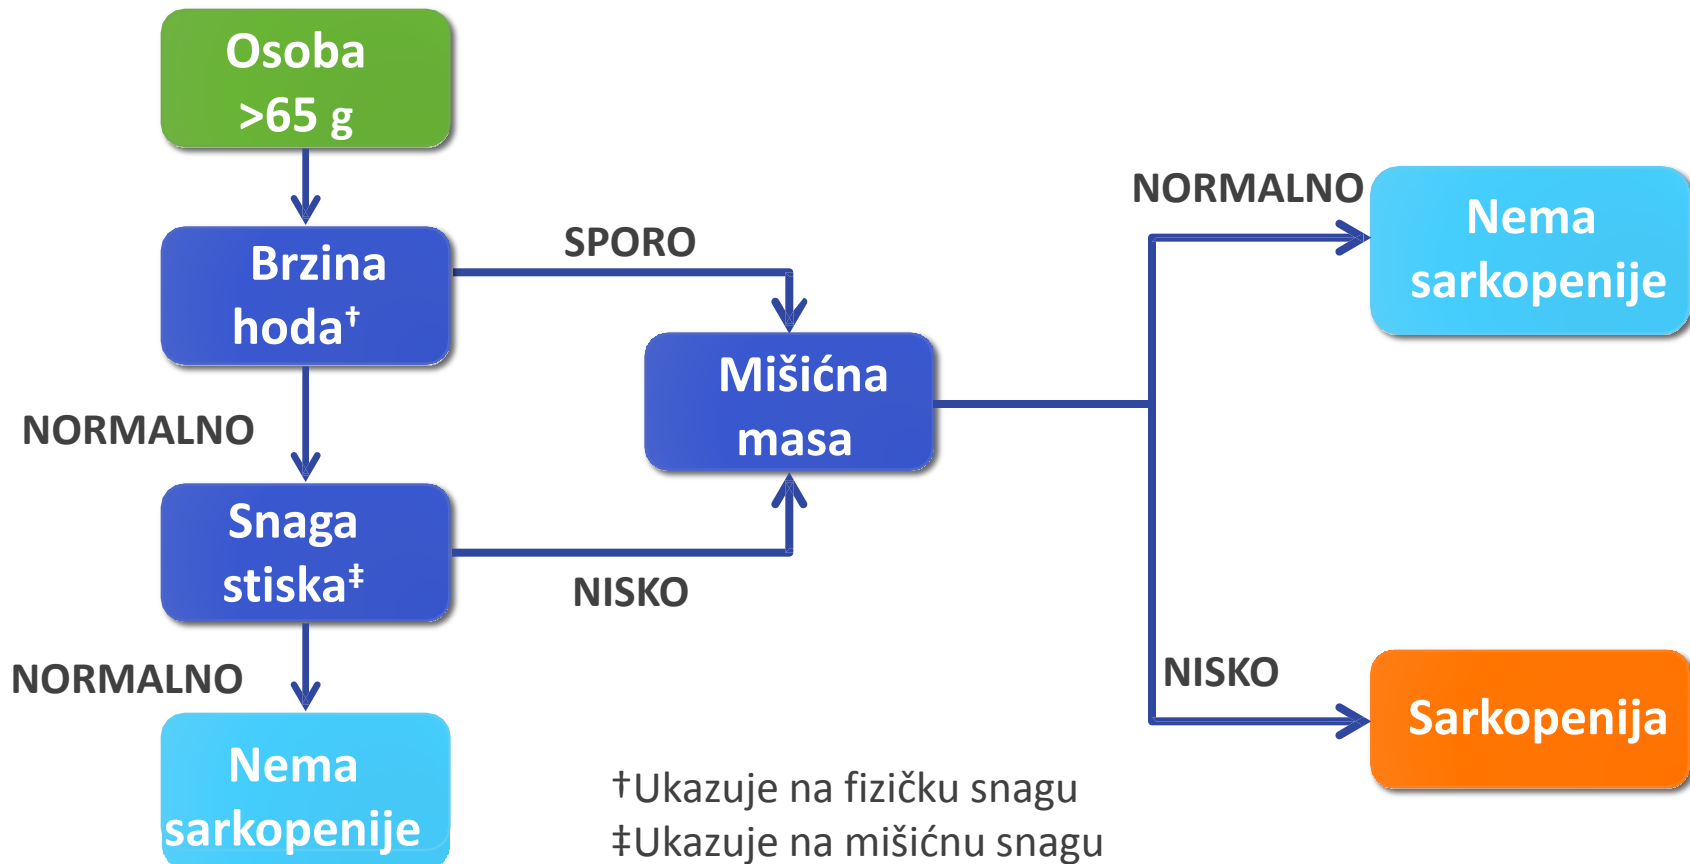 Osoba
>65 g
NORMALNO
Nema
sarkopenije
Brzina
hoda†
SPORO
Mišićna
masa
NORMALNO
Snaga
stiska‡
NISKO
NORMALNO
NISKO
Sarkopenija
Nema
sarkopenije
†Ukazuje na fizičku snagu
‡Ukazuje na mišićnu snagu